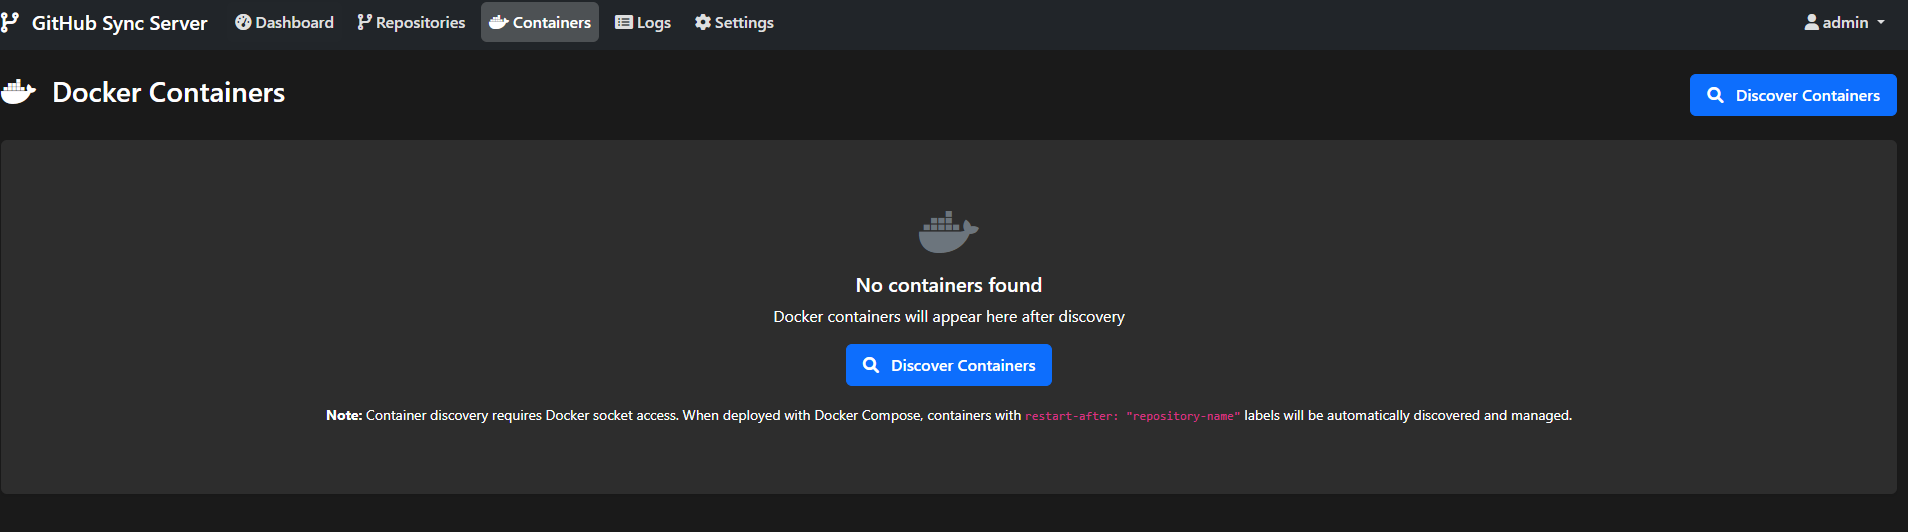 GitHub Sync Server Dashboard Repositories Containers Logs Settings admin
Docker Containers Discover Containers
No containers found
Docker containers will appear here after discovery
Discover Containers
Note: Container discovery requires Docker socket access. When deployed with Docker Compose, containers with restart-after: "repository-name" labels will be automatically discovered and managed.